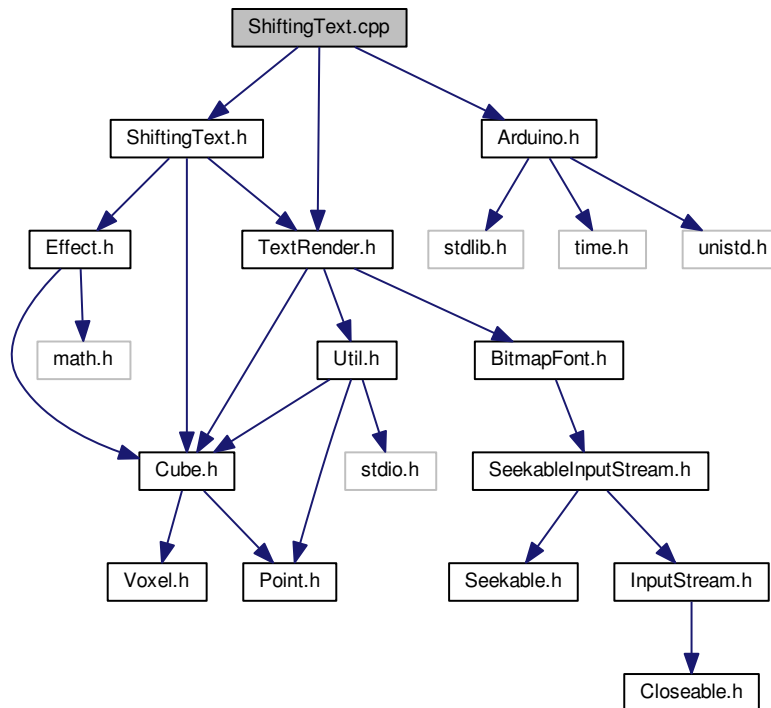 ShiftingText.cpp
ShiftingText.h
Arduino.h
Effect.h
TextRender.h
stdlib.h
time.h
unistd.h
math.h
Util.h
BitmapFont.h
Cube.h
stdio.h
SeekableInputStream.h
Voxel.h
Point.h
Seekable.h
InputStream.h
Closeable.h